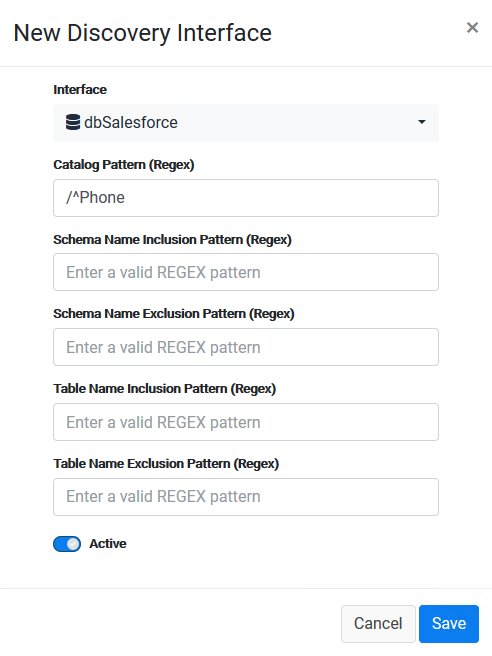 New Discovery Interface
×
Interface
dbSalesforce
Catalog Pattern (Regex)
/^Phone
Schema Name Inclusion Pattern (Regex)
Enter a valid REGEX pattern
Schema Name Exclusion Pattern (Regex)
Enter a valid REGEX pattern
Table Name Inclusion Pattern (Regex)
Enter a valid REGEX pattern
Table Name Exclusion Pattern (Regex)
Enter a valid REGEX pattern
Active
Cancel Save